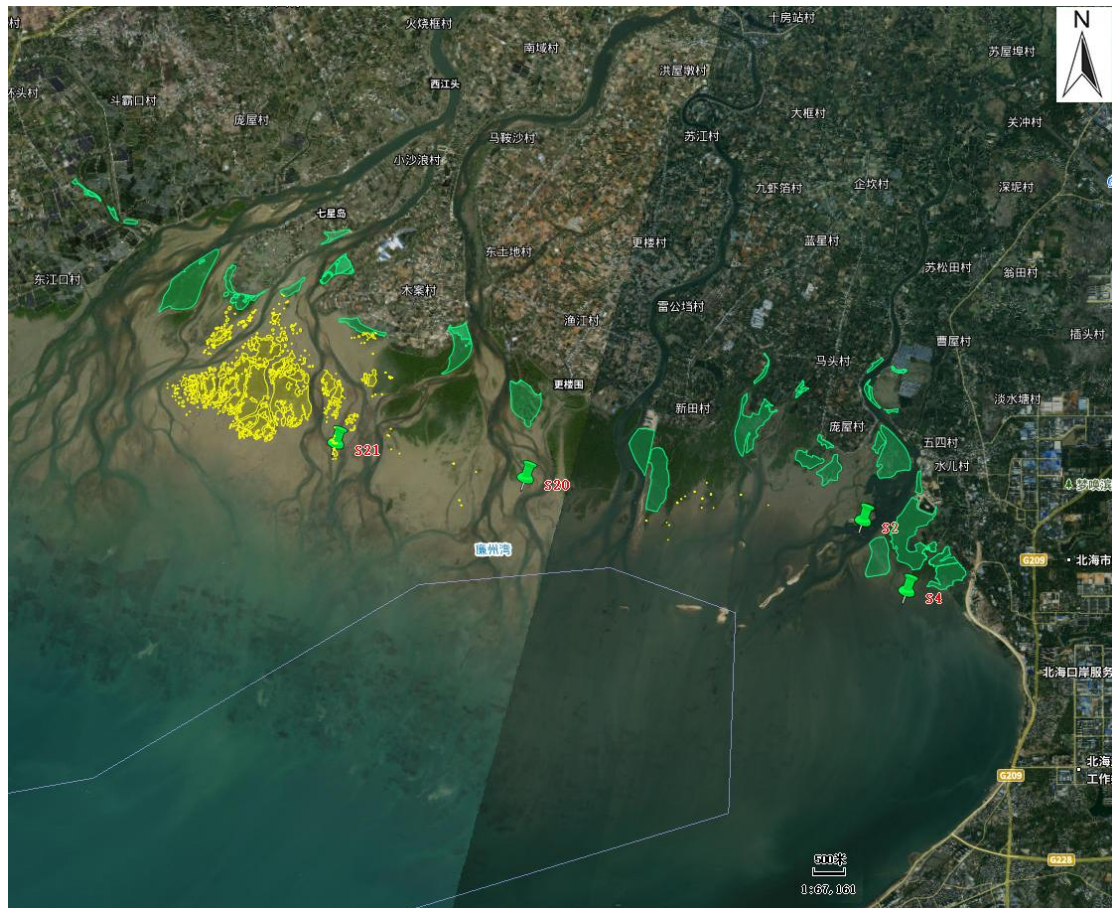 火烧框村
十房站村
N
村
南域村
苏屋埠村
洪屋墩村
西江头
怀头村
斗霸口村
大框村
庞屋村
关冲村
马鞍沙村
苏江村
小沙浪村
九虾箔村
企坎村
深坭村
七星岛
更楼村
蓝星村
东土地村
苏松田村
翁田村
东江口村
木案村
雷公垱村
渔江村
插头村
曹屋村
马头村
更楼围
淡水塘村
新田村
庞屋村
五四村
S21
水儿村
S20
S2
廉州湾
G209
北海市
S4
北海口岸服务
北海
G209
工作
500米
G228
1:67,161